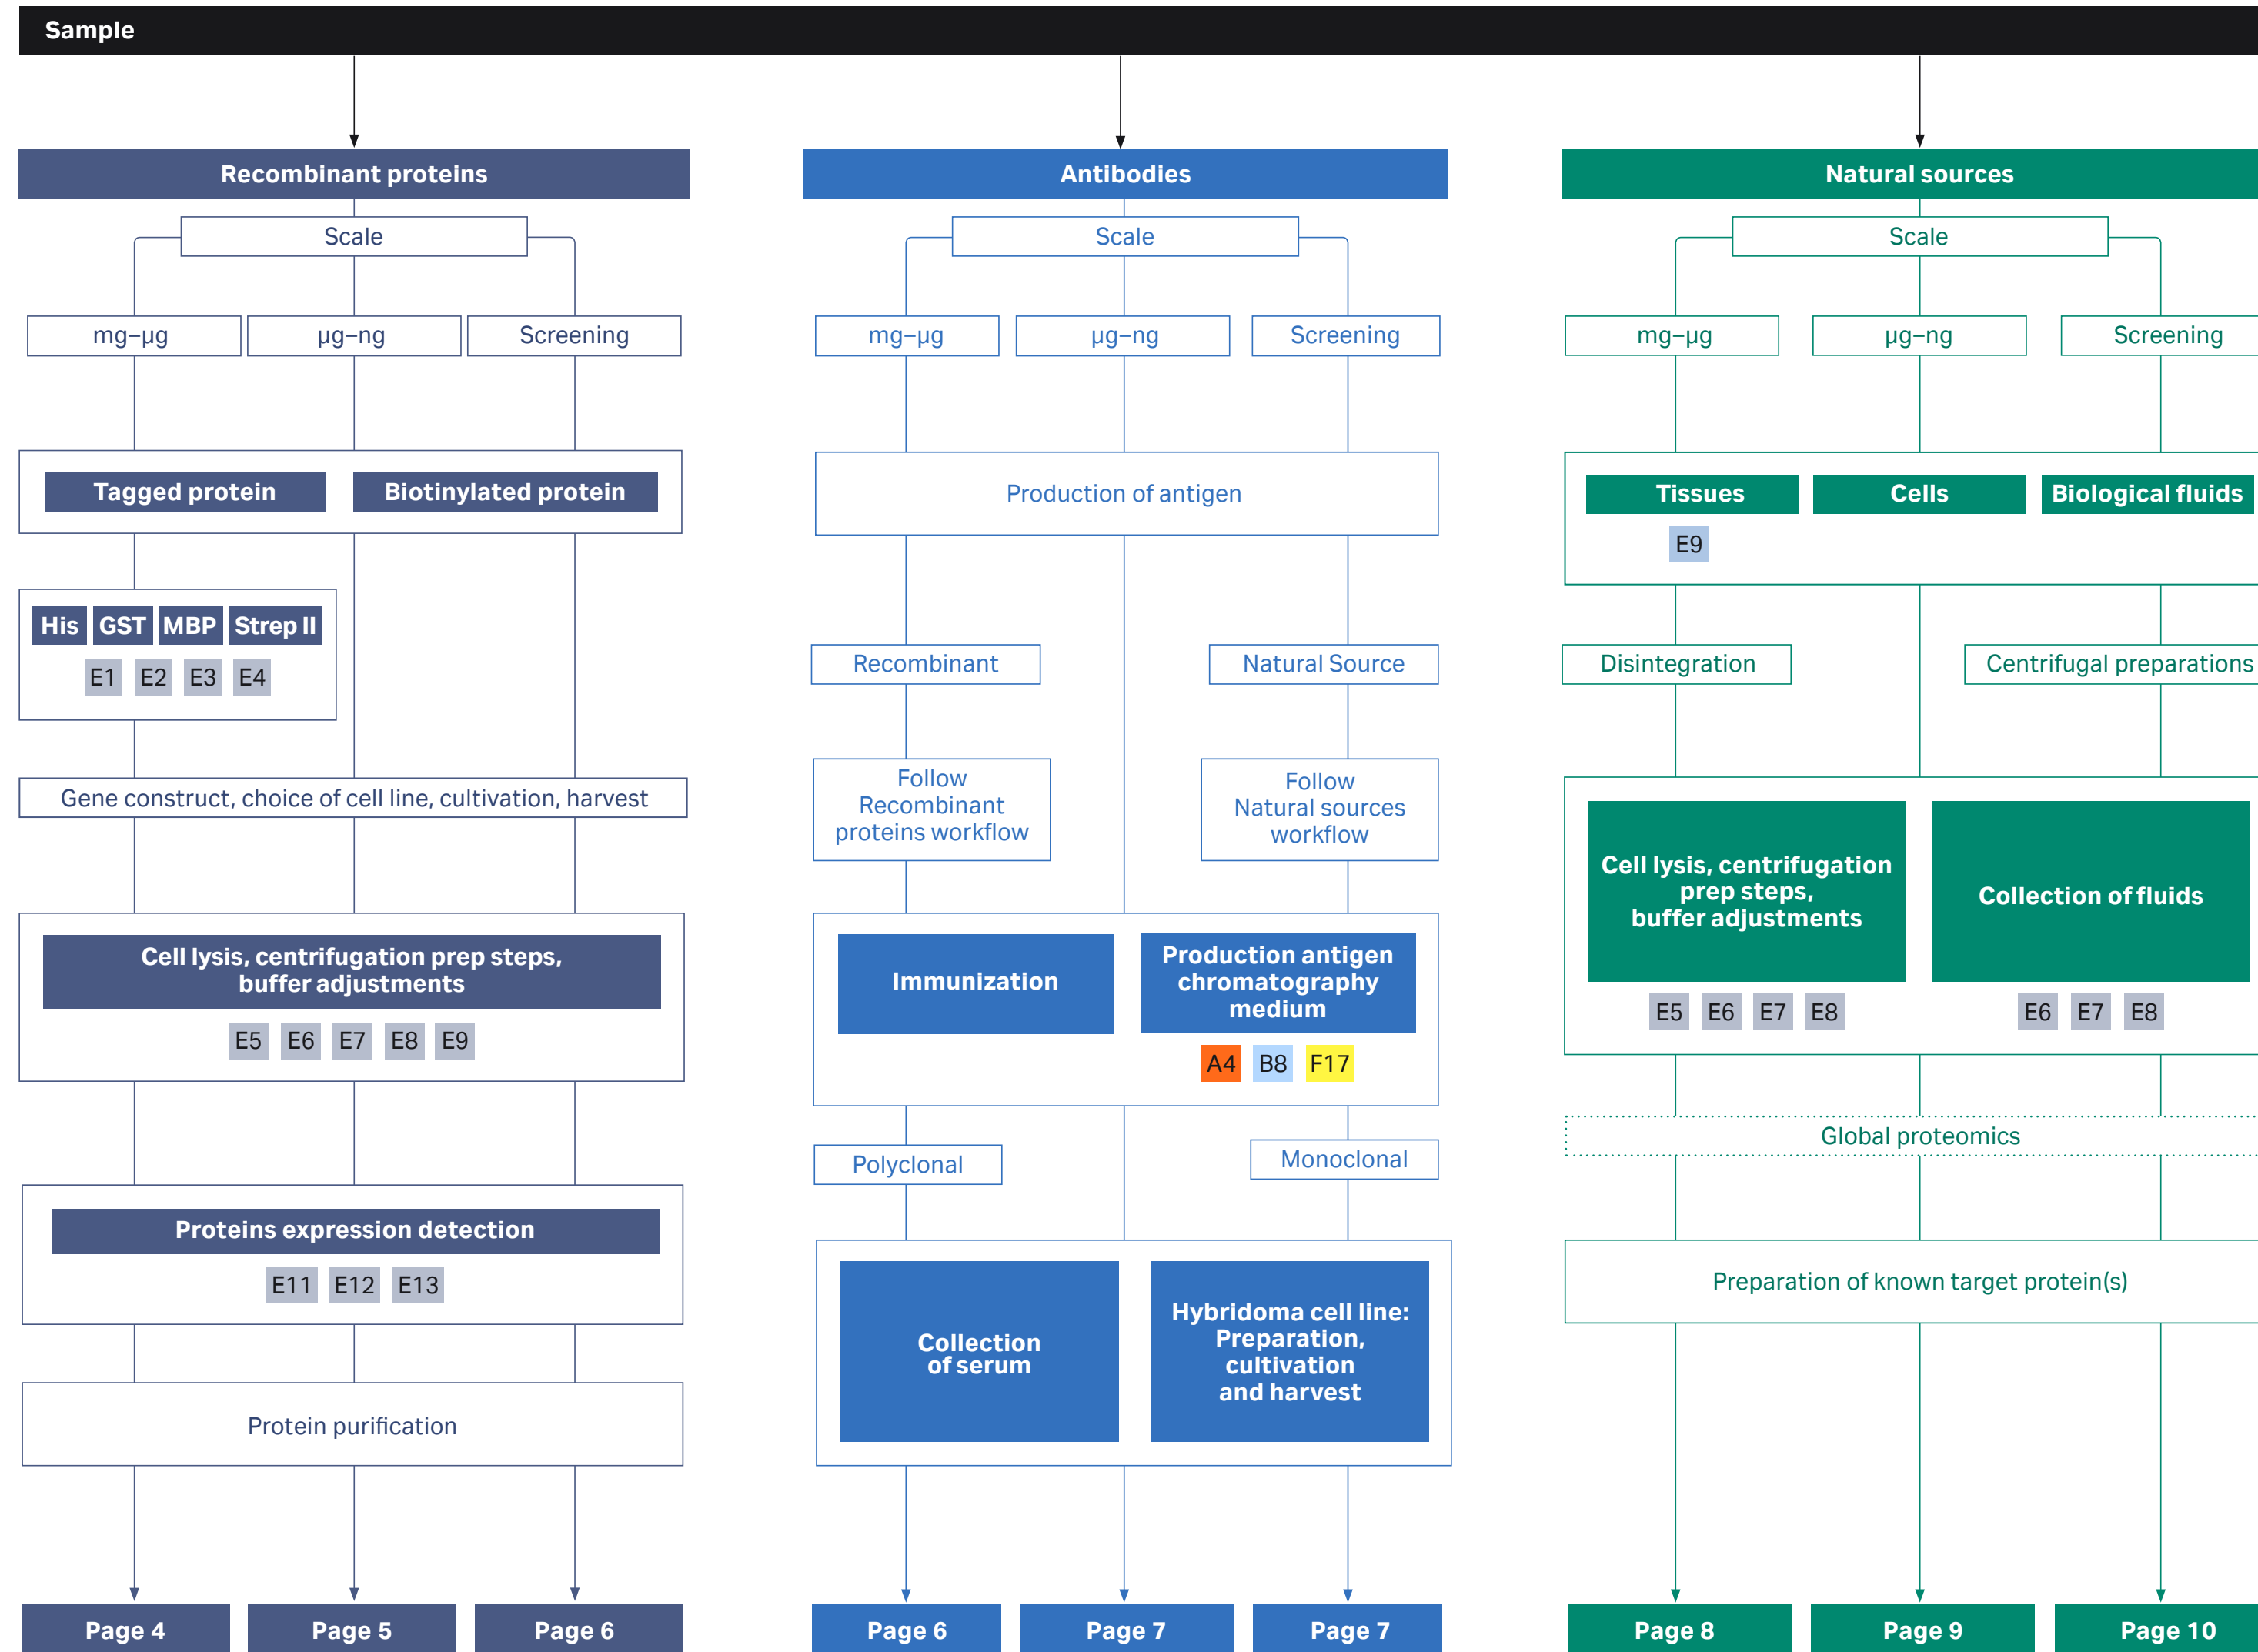 Sample
Recombinant proteins
Scale
mg–µg
µg–ng
Screening
Tagged protein
Biotinylated protein
His
GST
MBP
Strep II
E1
E2
E3
E4
Gene construct, choice of cell line, cultivation, harvest
Cell lysis, centrifugation prep steps,
buffer adjustments
E5
E6
E7
E8
E9
Proteins expression detection
E11
E12
E13
Protein purification
Page 4
Page 5
Page 6
Antibodies
Scale
mg–µg
µg–ng
Screening
Production of antigen
Recombinant
Natural Source
Follow
Recombinant
proteins workflow
Follow
Natural sources
workflow
Immunization
Production antigen
chromatography
medium
A4
B8
F17
Polyclonal
Monoclonal
Collection
of serum
Hybridoma cell line:
Preparation,
cultivation
and harvest
Page 6
Page 7
Page 7
Natural sources
Scale
mg–µg
µg–ng
Screening
Tissues
Cells
Biological fluids
E9
Disintegration
Centrifugal preparations
Cell lysis, centrifugation
prep steps,
buffer adjustments
Collection of fluids
E5
E6
E7
E8
E6
E7
E8
Global proteomics
Preparation of known target protein(s)
Page 8
Page 9
Page 10